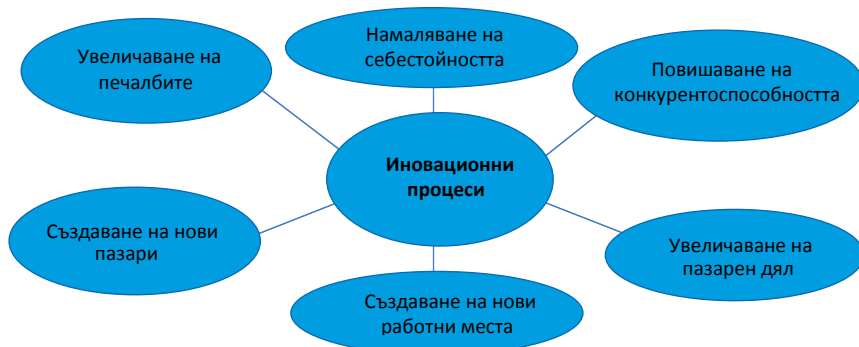 Увеличаване на
печалбите
Намаляване на
себестойността
Повишаване на
конкурентоспособността
Иновационни
процеси
Създаване на нови
пазари
Увеличаване на
пазарен дял
Създаване на нови
работни места